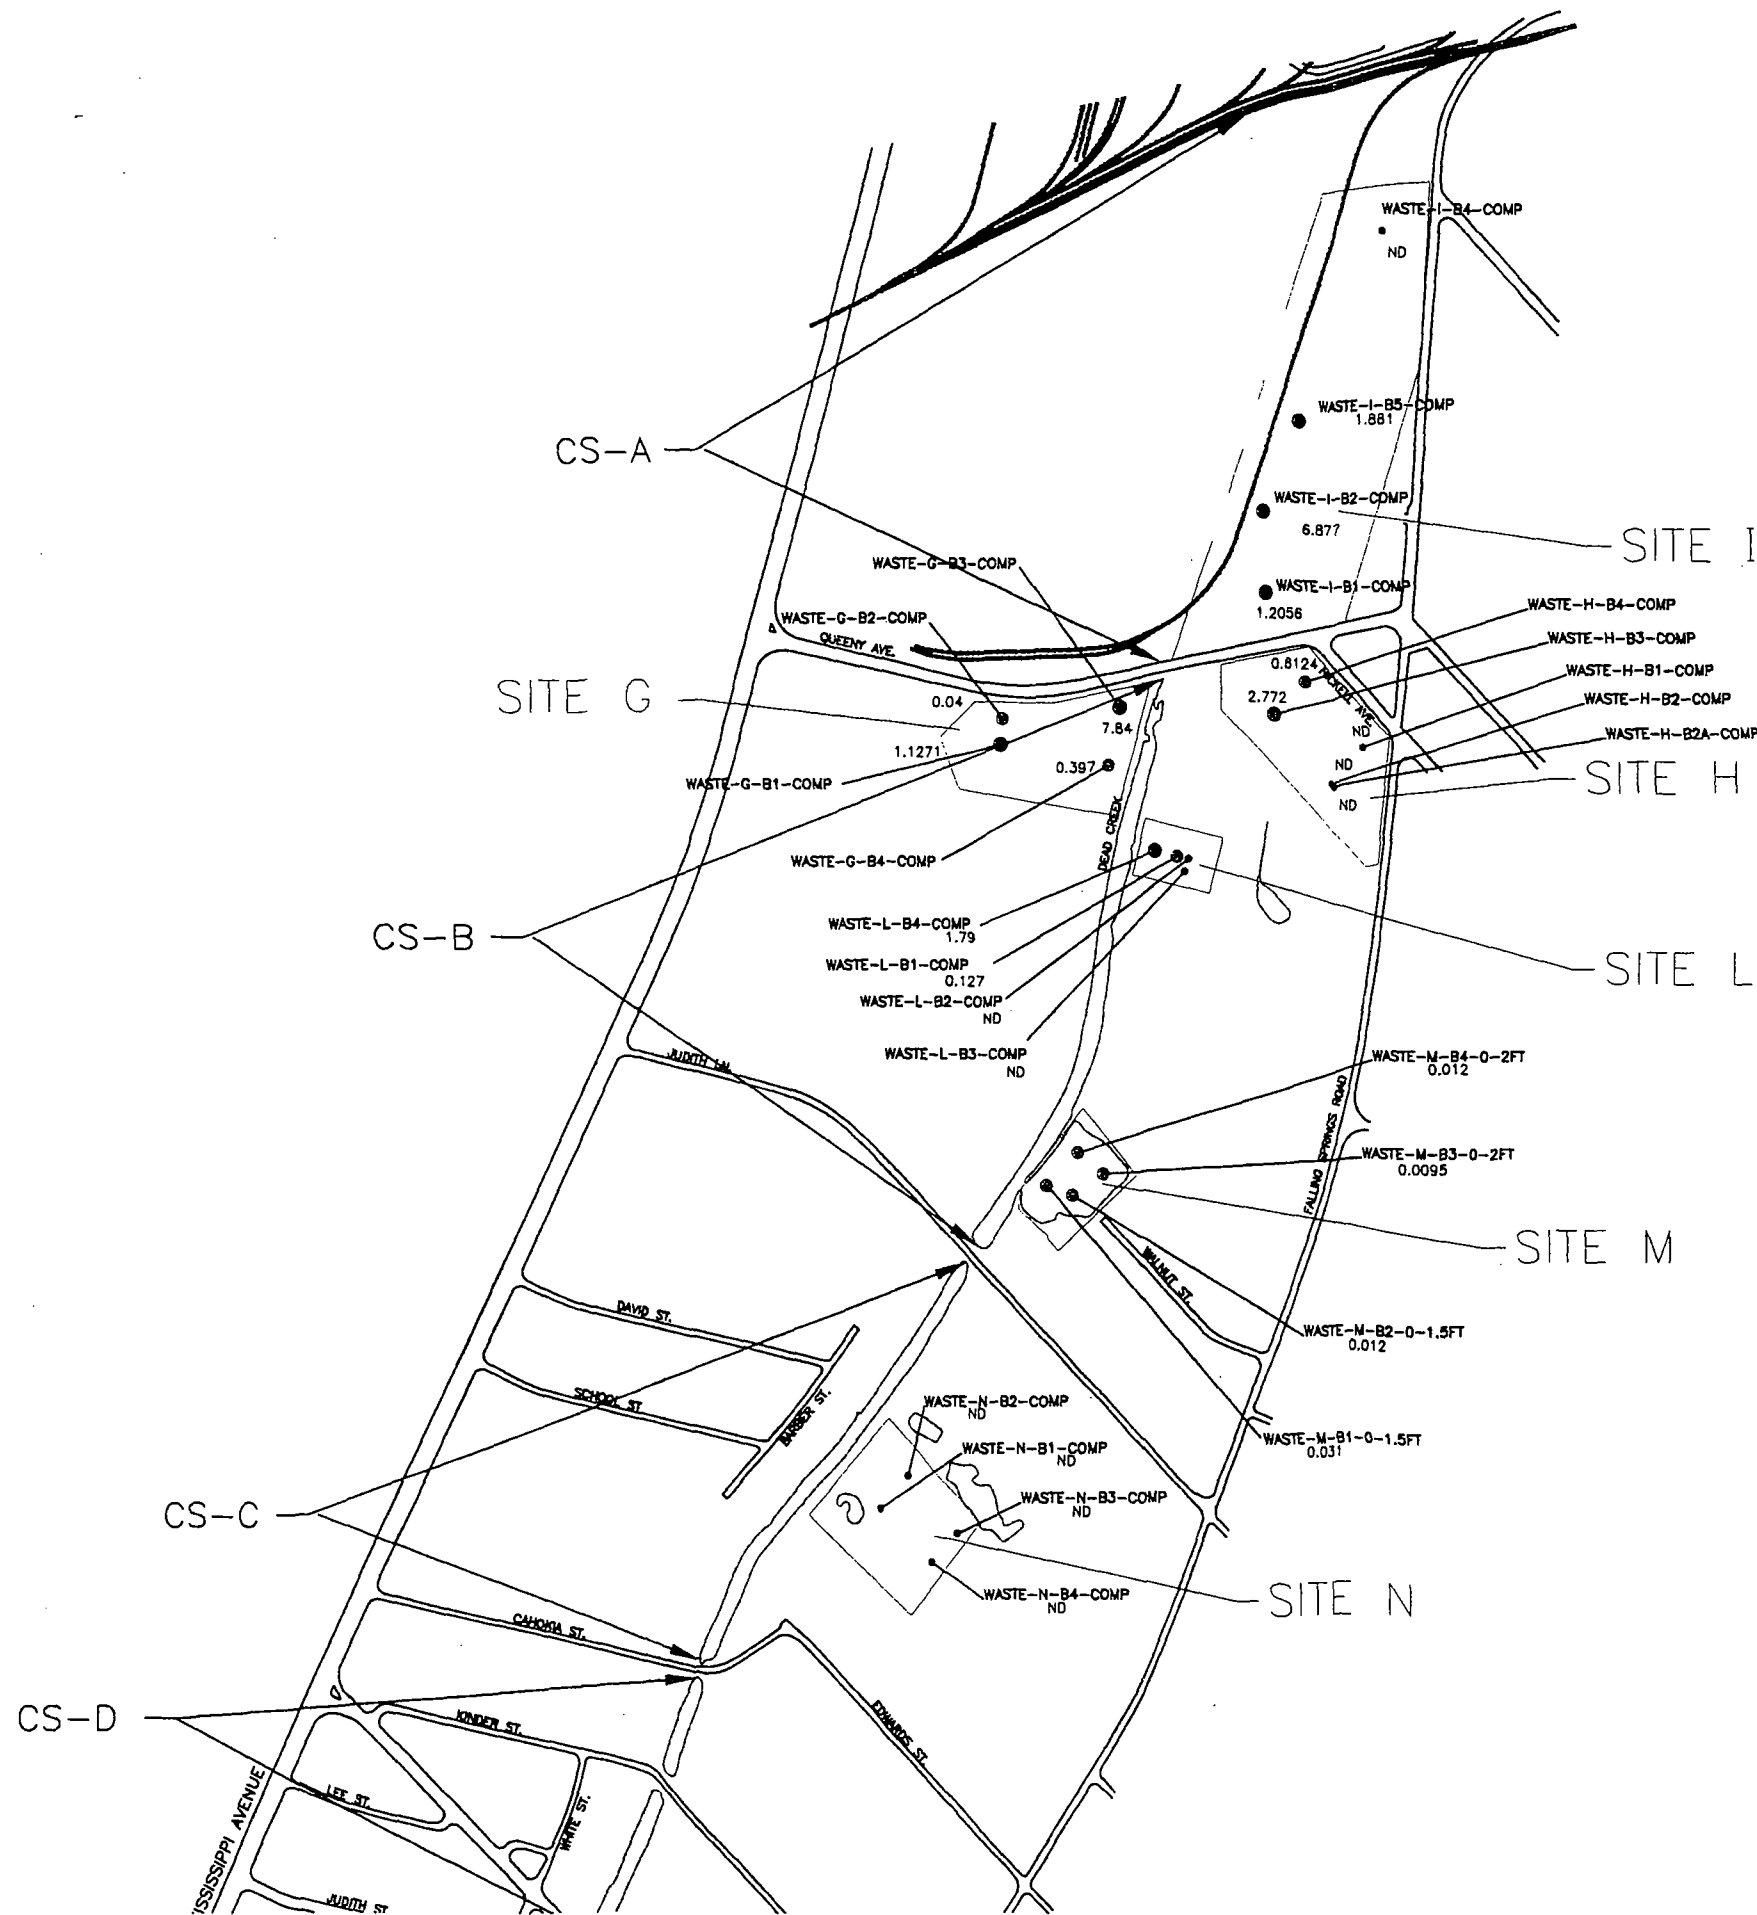 WASTE-I-B4-COMP
ND
WASTE-I-B5-COMP
1.881
CS-A
WASTE-I-B2-COMP
6.877
SITE I
WASTE-G-B3-COMP
WASTE-I-B1-COMP
1.2056
WASTE-H-B4-COMP
WASTE-G-B2-COMP
QUEENY AVE.
WASTE-H-B3-COMP
0.8124
WASTE-H-B1-COMP
NICKELL AVE.
SITE G
0.04
2.772
WASTE-H-B2-COMP
7.84
ND
WASTE-H-B2A-COMP
1.1271
0.397
ND
SITE H
WASTE-G-B1-COMP
ND
DEAD CREEK
WASTE-G-B4-COMP
WASTE-L-B4-COMP
1.79
CS-B
WASTE-L-B1-COMP
0.127
SITE L
WASTE-L-B2-COMP
ND
WASTE-L-B3-COMP
ND
JUDITH LN.
WASTE-M-B4-0-2FT
0.012
FALLING SPRINGS ROAD
WASTE-M-B3-0-2FT
0.0095
SITE M
WALNUT ST.
DAVID ST.
WASTE-M-B2-0-1.5FT
0.012
SCHOOL ST
BARBER ST.
WASTE-N-B2-COMP
ND
WASTE-M-B1-0-1.5FT
0.031
WASTE-N-B1-COMP
ND
WASTE-N-B3-COMP
ND
CS-C
WASTE-N-B4-COMP
ND
SITE N
CAHOKIA ST.
CS-D
KINDER ST.
EDWARDS ST.
LEE ST.
WHITE ST.
ISSISSIPPI AVENUE
JUDITH ST